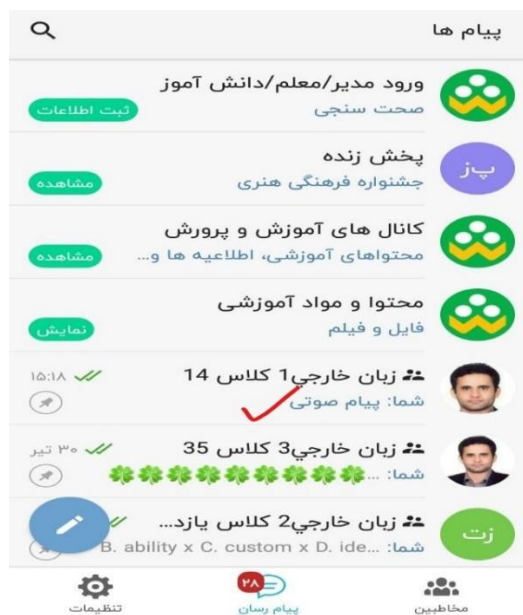 پیام ها
ورود مدیر/معلم/دانش آموز
صحت سنجی
ثبت اطلاعات
پ‌ز
پخش زنده
جشنواره فرهنگی هنری
مشاهده
کانال های آموزش و پرورش
محتواهای آموزشی، اطلاعیه ها و...
مشاهده
محتوا و مواد آموزشی
فایل و فیلم
نمایش
زبان خارجي1 کلاس 14
۱۵:۱۸
شما: پیام صوتی
زبان خارجي3 کلاس 35
۳۰ تیر
شما: ...🍀🍀🍀🍀🍀🍀🍀🍀🍀
زت
زبان خارجي2 کلاس یازد...
شما: B. ability x C. custom x D. ide...
مخاطبین
۲۸
پیام رسان
تنظیمات